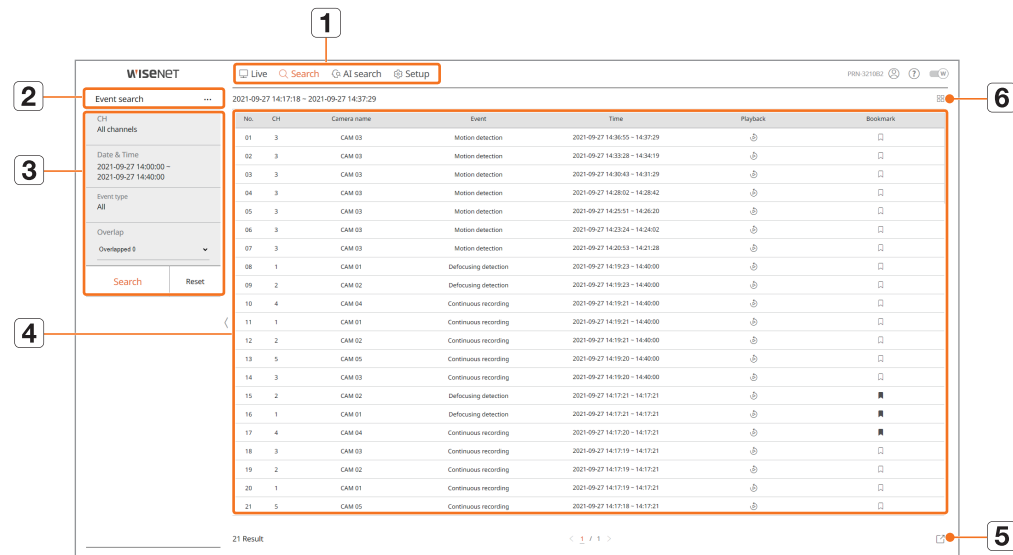 1
WISENET
Live Search AI search Setup
PRN-3210B2 ? W
2
Event search ...
2021-09-27 14:17:18 ~ 2021-09-27 14:37:29
6
3
CH
All channels
Date & Time
2021-09-27 14:00:00 ~
2021-09-27 14:40:00
Event type
All
Overlap
Overlapped 0
Search Reset
4
No. CH Camera name Event Time Playback Bookmark
01 3 CAM 03 Motion detection 2021-09-27 14:36:55 ~ 14:37:29
02 3 CAM 03 Motion detection 2021-09-27 14:33:28 ~ 14:34:19
03 3 CAM 03 Motion detection 2021-09-27 14:30:43 ~ 14:31:29
04 3 CAM 03 Motion detection 2021-09-27 14:28:02 ~ 14:28:42
05 3 CAM 03 Motion detection 2021-09-27 14:25:51 ~ 14:26:20
06 3 CAM 03 Motion detection 2021-09-27 14:23:24 ~ 14:24:02
07 3 CAM 03 Motion detection 2021-09-27 14:20:53 ~ 14:21:28
08 1 CAM 01 Defocusing detection 2021-09-27 14:19:23 ~ 14:40:00
09 2 CAM 02 Defocusing detection 2021-09-27 14:19:23 ~ 14:40:00
10 4 CAM 04 Continuous recording 2021-09-27 14:19:21 ~ 14:40:00
11 1 CAM 01 Continuous recording 2021-09-27 14:19:21 ~ 14:40:00
12 2 CAM 02 Continuous recording 2021-09-27 14:19:21 ~ 14:40:00
13 5 CAM 05 Continuous recording 2021-09-27 14:19:20 ~ 14:40:00
14 3 CAM 03 Continuous recording 2021-09-27 14:19:20 ~ 14:40:00
15 2 CAM 02 Defocusing detection 2021-09-27 14:17:21 ~ 14:17:21
16 1 CAM 01 Defocusing detection 2021-09-27 14:17:21 ~ 14:17:21
17 4 CAM 04 Continuous recording 2021-09-27 14:17:20 ~ 14:17:21
18 3 CAM 03 Continuous recording 2021-09-27 14:17:19 ~ 14:17:21
19 2 CAM 02 Continuous recording 2021-09-27 14:17:19 ~ 14:17:21
20 1 CAM 01 Continuous recording 2021-09-27 14:17:19 ~ 14:17:21
21 5 CAM 05 Continuous recording 2021-09-27 14:17:18 ~ 14:17:21
21 Result < 1 / 1 >
5